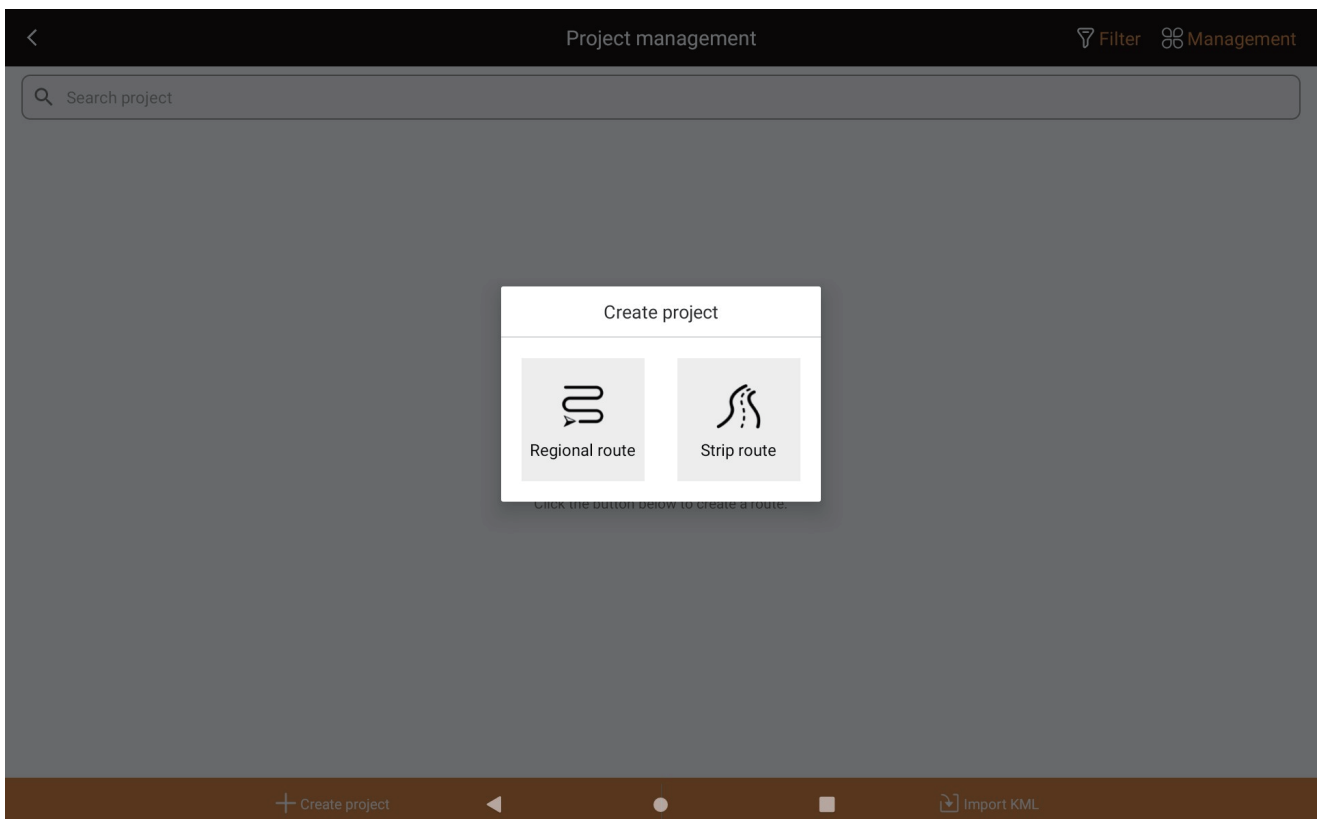 Project management
Filter
Management
Search project
Create project
Regional route
Strip route
Click the button below to create a route.
Create project
Import KML